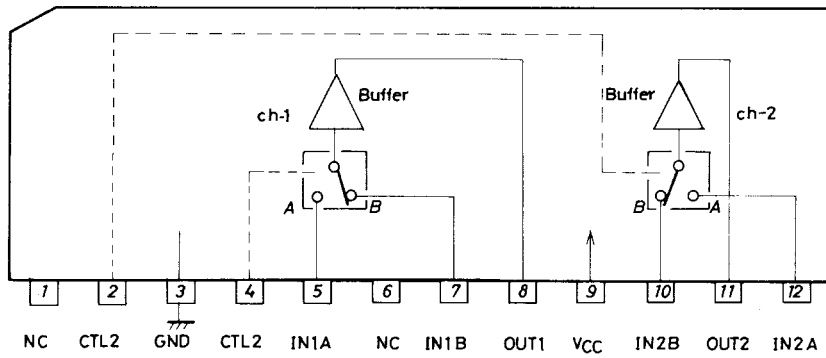 Buffer
Buffer
ch-1
ch-2
A
B
B
A
1 2 3 4 5 6 7 8 9 10 11 12
NC CTL2 GND CTL2 IN1A NC IN1B OUT1 VCC IN2B OUT2 IN2A